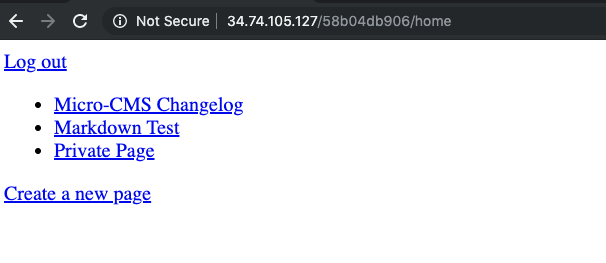 Not Secure 34.74.105.127/58b04db906/home
Log out
Micro-CMS Changelog
Markdown Test
Private Page
Create a new page